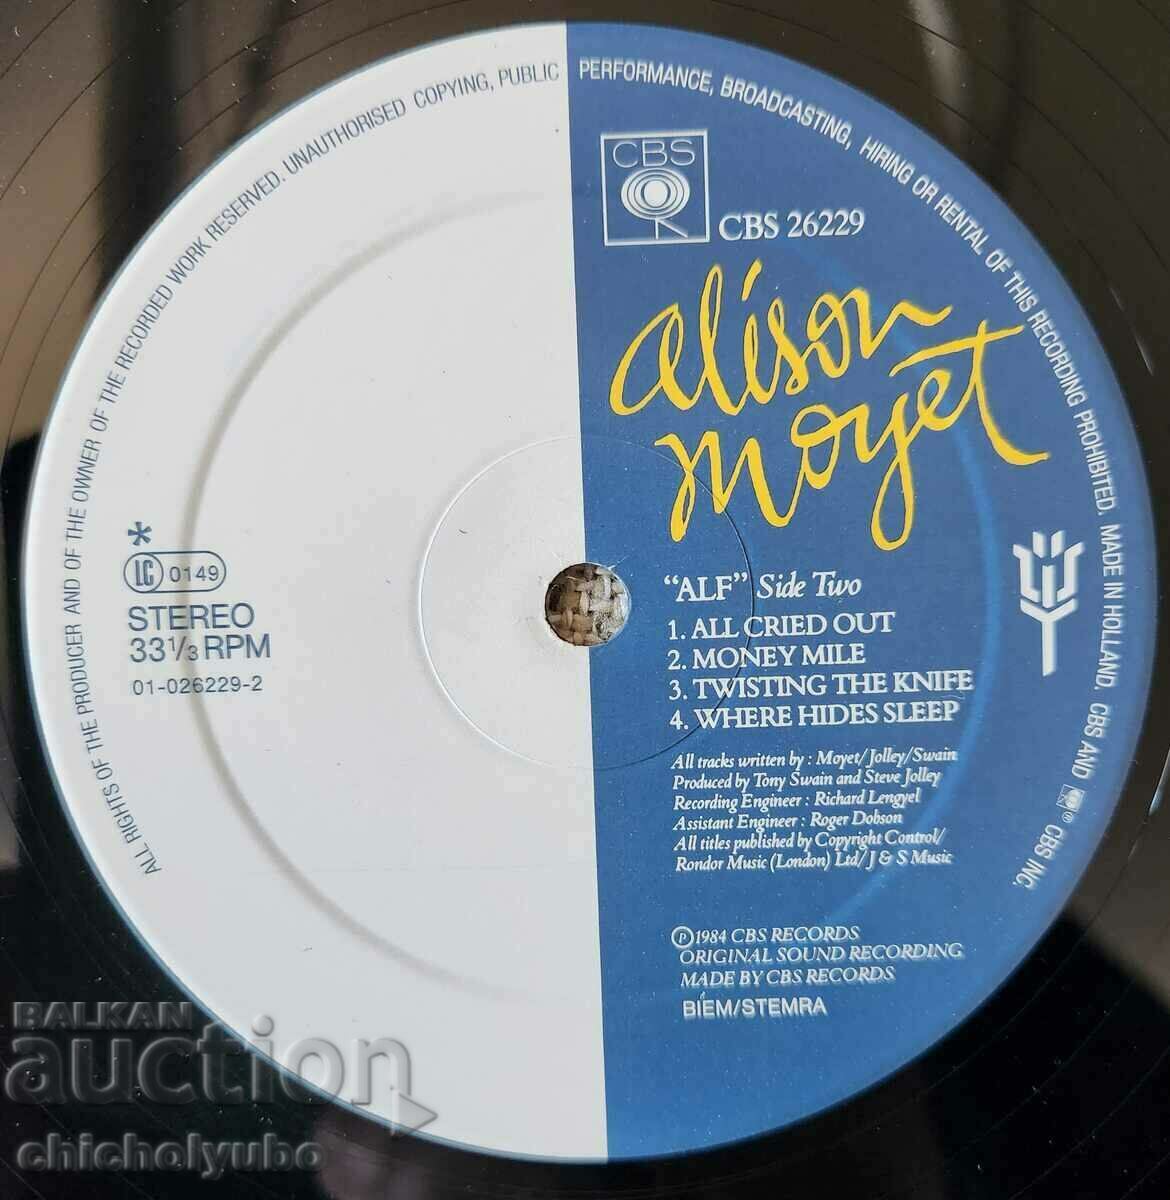 ALL RIGHTS OF THE PRODUCER AND OF THE OWNER OF THE RECORDED WORK RESERVED. UNAUTHORISED COPYING, PUBLIC PERFORMANCE, BROADCASTING, HIRING OR RENTAL OF THIS RECORDING PROHIBITED. MADE IN HOLLAND. CBS AND ℗ CBS INC.
CBS
CBS 26229
alison
moyet
*
LC 0149
STEREO
33 1/3 RPM
01-026229-2
"ALF" Side Two
1. ALL CRIED OUT
2. MONEY MILE
3. TWISTING THE KNIFE
4. WHERE HIDES SLEEP
All tracks written by : Moyet/Jolley/Swain
Produced by Tony Swain and Steve Jolley
Recording Engineer : Richard Lengyel
Assistant Engineer : Roger Dobson
All titles published by Copyright Control/
Rondor Music (London) Ltd/J & S Music
℗1984 CBS RECORDS
ORIGINAL SOUND RECORDING
MADE BY CBS RECORDS
BIEM/STEMRA
BALKAN
auction
chicholyubo